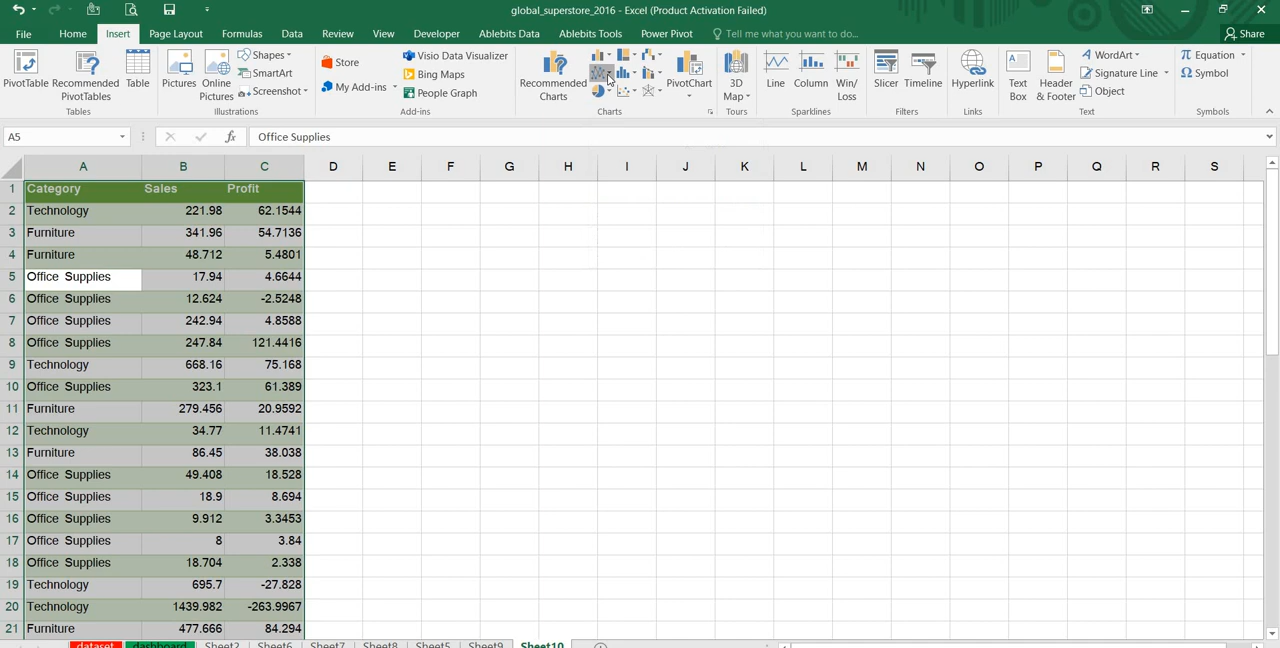 global_superstore_2016 - Excel (Product Activation Failed)
File Home Insert Page Layout Formulas Data Review View Developer Ablebits Data Ablebits Tools Power Pivot Tell me what you want to do... Share
PivotTable Recommended PivotTables Table
Tables
Pictures Online Pictures Shapes SmartArt Screenshot
Illustrations
Store My Add-ins Visio Data Visualizer Bing Maps People Graph
Add-ins
Recommended Charts PivotChart
Charts
3D Map
Tours
Line Column Win/Loss
Sparklines
Slicer Timeline
Filters
Hyperlink
Links
Text Box Header & Footer WordArt Signature Line Object
Text
Equation Symbol
Symbols
A5 fx Office Supplies
A B C D E F G H I J K L M N O P Q R S
1 Category Sales Profit
2 Technology 221.98 62.1544
3 Furniture 341.96 54.7136
4 Furniture 48.712 5.4801
5 Office Supplies 17.94 4.6644
6 Office Supplies 12.624 -2.5248
7 Office Supplies 242.94 4.8588
8 Office Supplies 247.84 121.4416
9 Technology 668.16 75.168
10 Office Supplies 323.1 61.389
11 Furniture 279.456 20.9592
12 Technology 34.77 11.4741
13 Furniture 86.45 38.038
14 Office Supplies 49.408 18.528
15 Office Supplies 18.9 8.694
16 Office Supplies 9.912 3.3453
17 Office Supplies 8 3.84
18 Office Supplies 18.704 2.338
19 Technology 695.7 -27.828
20 Technology 1439.982 -263.9967
21 Furniture 477.666 84.294
dataset dashboard Sheet2 Sheet6 Sheet7 Sheet8 Sheet5 Sheet9 Sheet10